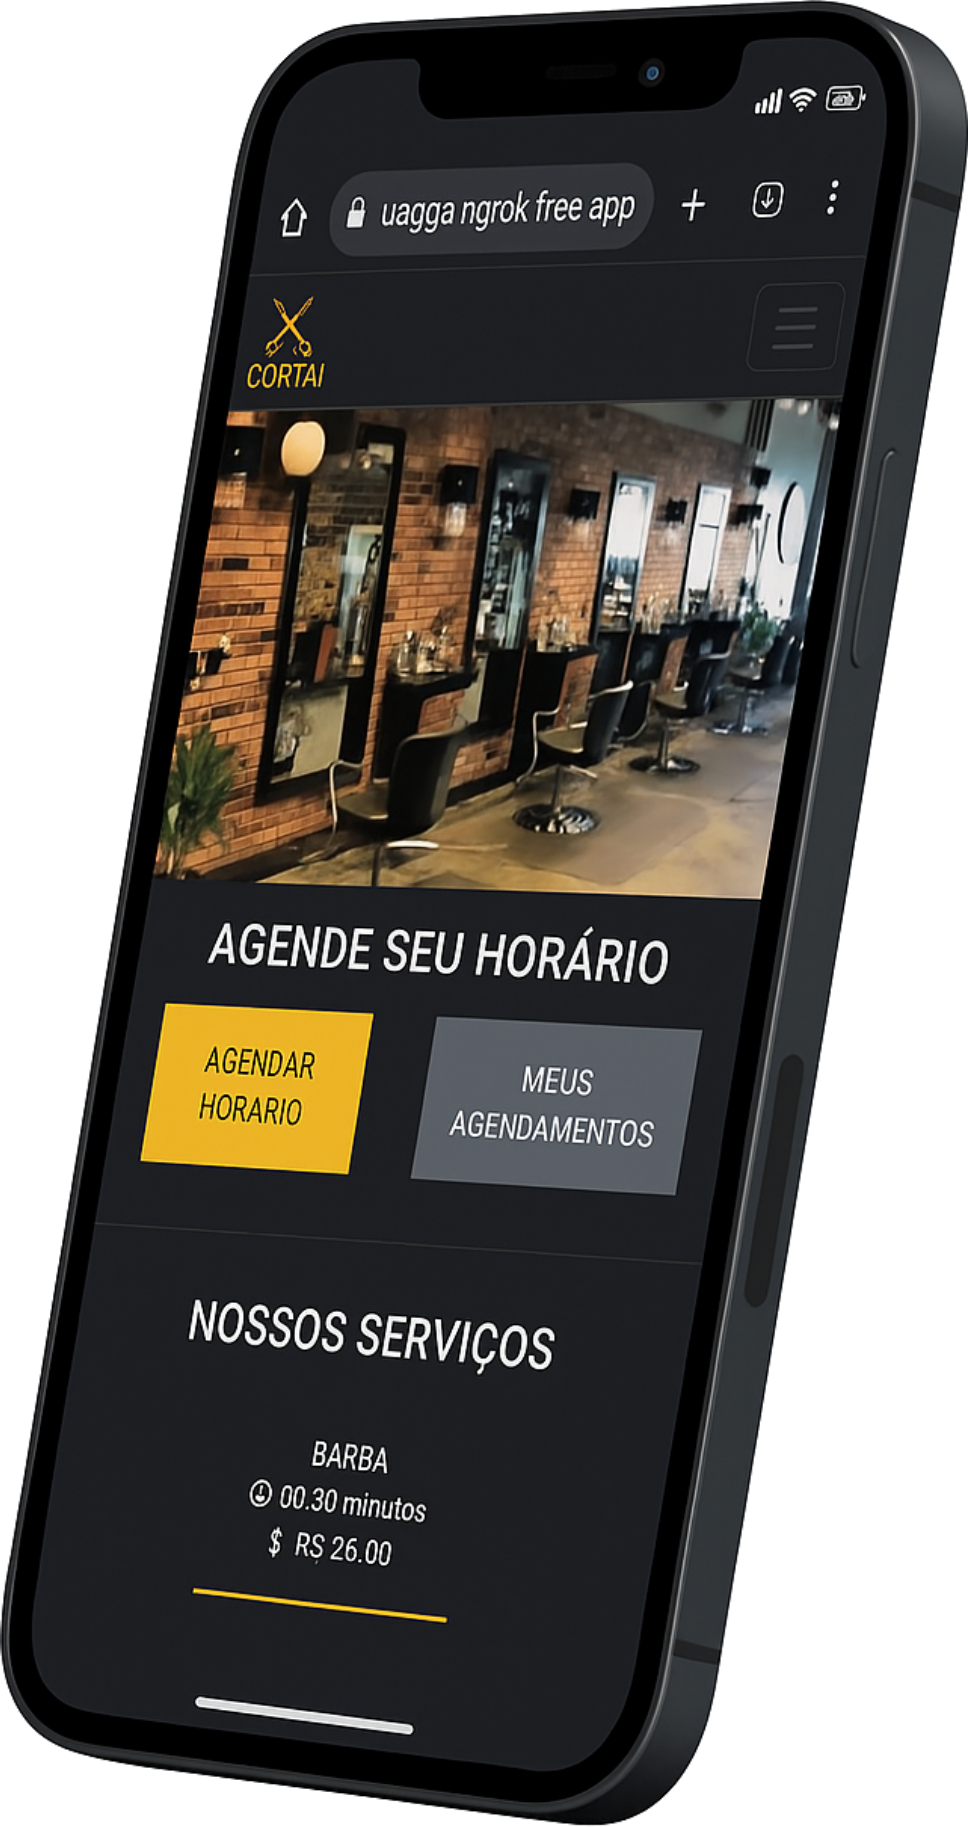 uagga ngrok free app
CORTAI
AGENDE SEU HORÁRIO
AGENDAR
HORARIO
MEUS
AGENDAMENTOS
NOSSOS SERVIÇOS
BARBA
00.30 minutos
$ R$ 26.00